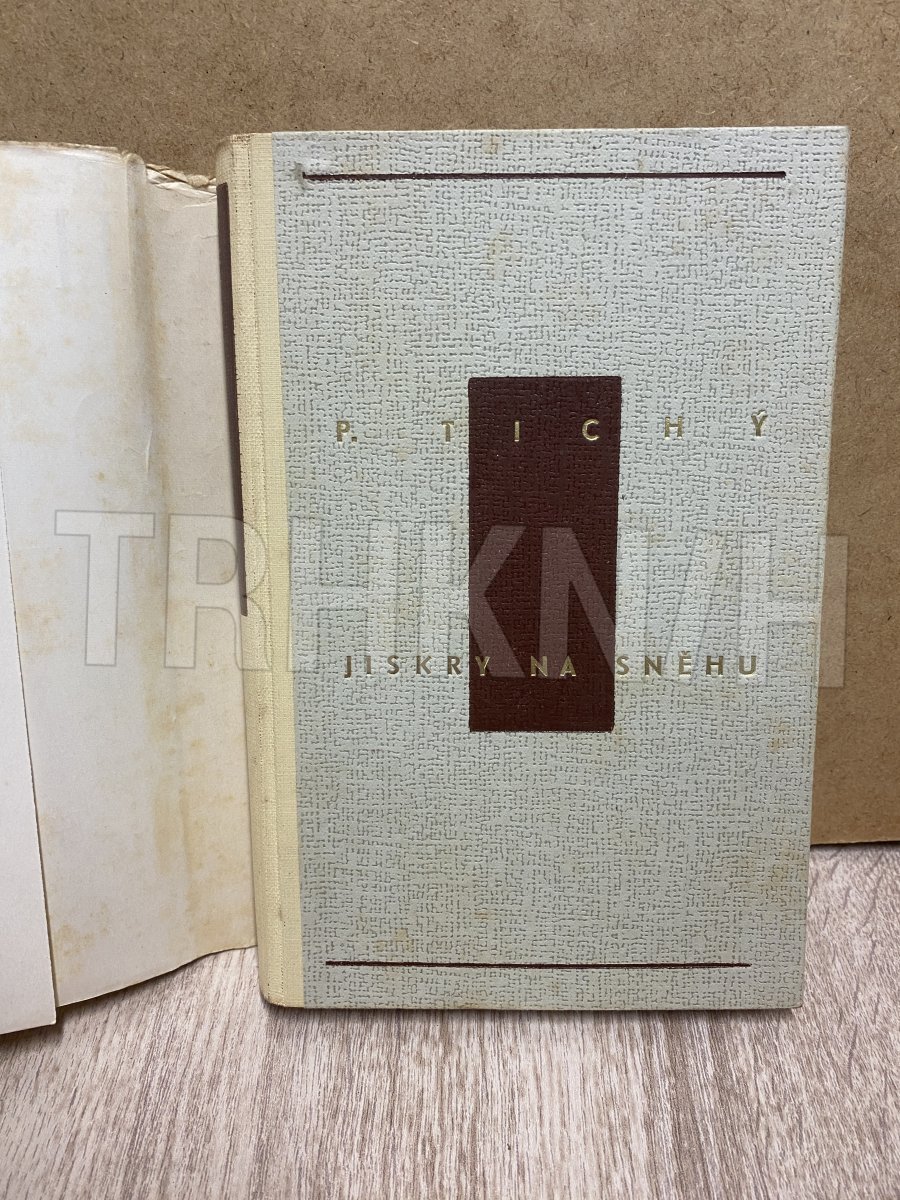 P. TICHÝ
TRHKNIH
JISKRY NA SNĚHU